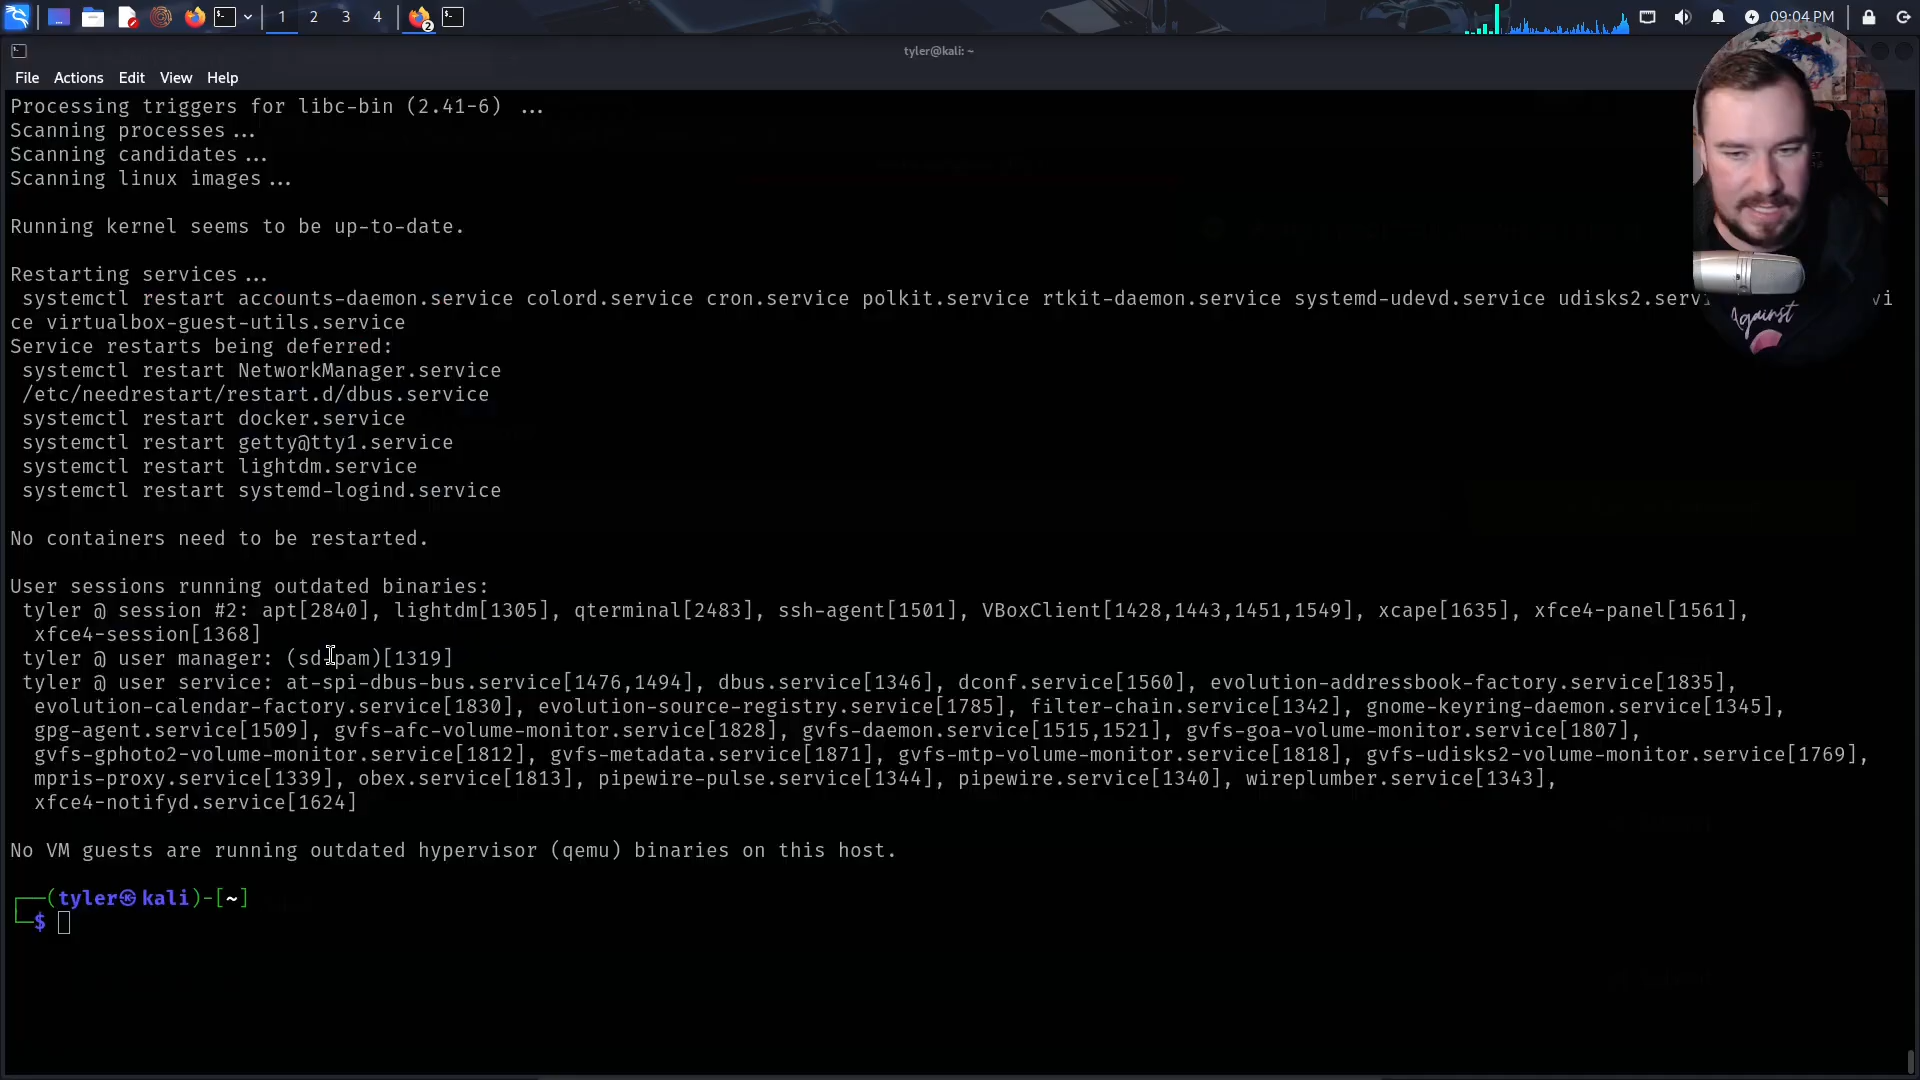 1 2 3 4 2 09:04 PM
tyler@kali: ~
File Actions Edit View Help
Processing triggers for libc-bin (2.41-6) ...
Scanning processes...
Scanning candidates...
Scanning linux images...
Running kernel seems to be up-to-date.
Restarting services...
systemctl restart accounts-daemon.service colord.service cron.service polkit.service rtkit-daemon.service systemd-udevd.service udisks2.servi vi
ce virtualbox-guest-utils.service
Against
Service restarts being deferred:
systemctl restart NetworkManager.service
/etc/needrestart/restart.d/dbus.service
systemctl restart docker.service
systemctl restart getty@tty1.service
systemctl restart lightdm.service
systemctl restart systemd-logind.service
No containers need to be restarted.
User sessions running outdated binaries:
tyler @ session #2: apt[2840], lightdm[1305], qterminal[2483], ssh-agent[1501], VBoxClient[1428,1443,1451,1549], xcape[1635], xfce4-panel[1561],
xfce4-session[1368]
tyler @ user manager: (sd-pam)[1319]
tyler @ user service: at-spi-dbus-bus.service[1476,1494], dbus.service[1346], dconf.service[1560], evolution-addressbook-factory.service[1835],
evolution-calendar-factory.service[1830], evolution-source-registry.service[1785], filter-chain.service[1342], gnome-keyring-daemon.service[1345],
gpg-agent.service[1509], gvfs-afc-volume-monitor.service[1828], gvfs-daemon.service[1515,1521], gvfs-goa-volume-monitor.service[1807],
gvfs-gphoto2-volume-monitor.service[1812], gvfs-metadata.service[1871], gvfs-mtp-volume-monitor.service[1818], gvfs-udisks2-volume-monitor.service[1769],
mpris-proxy.service[1339], obex.service[1813], pipewire-pulse.service[1344], pipewire.service[1340], wireplumber.service[1343],
xfce4-notifyd.service[1624]
No VM guests are running outdated hypervisor (qemu) binaries on this host.
(tyler㉿kali)-[~]
$